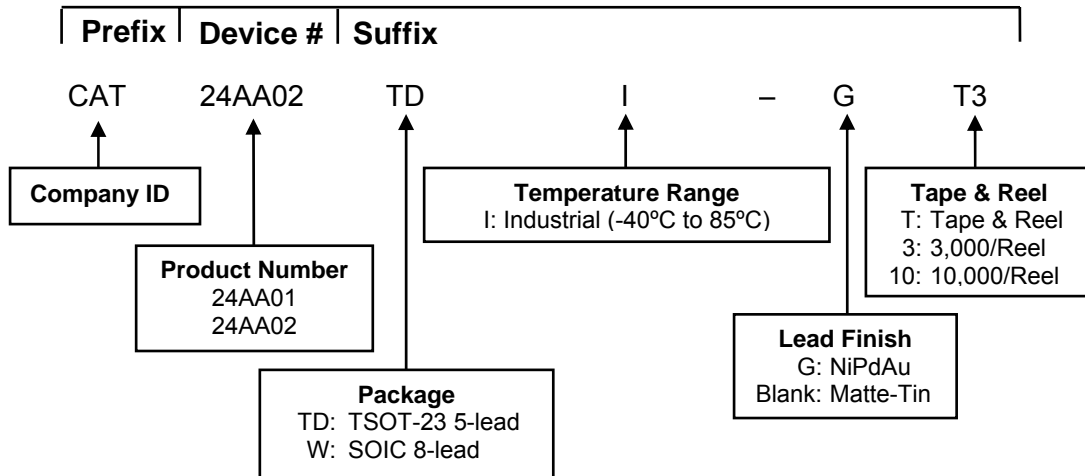 Prefix Device # Suffix
CAT 24AA02 TD I – G T3
Company ID
Product Number
24AA01
24AA02
Package
TD: TSOT-23 5-lead
W: SOIC 8-lead
Temperature Range
I: Industrial (-40ºC to 85ºC)
Lead Finish
G: NiPdAu
Blank: Matte-Tin
Tape & Reel
T: Tape & Reel
3: 3,000/Reel
10: 10,000/Reel